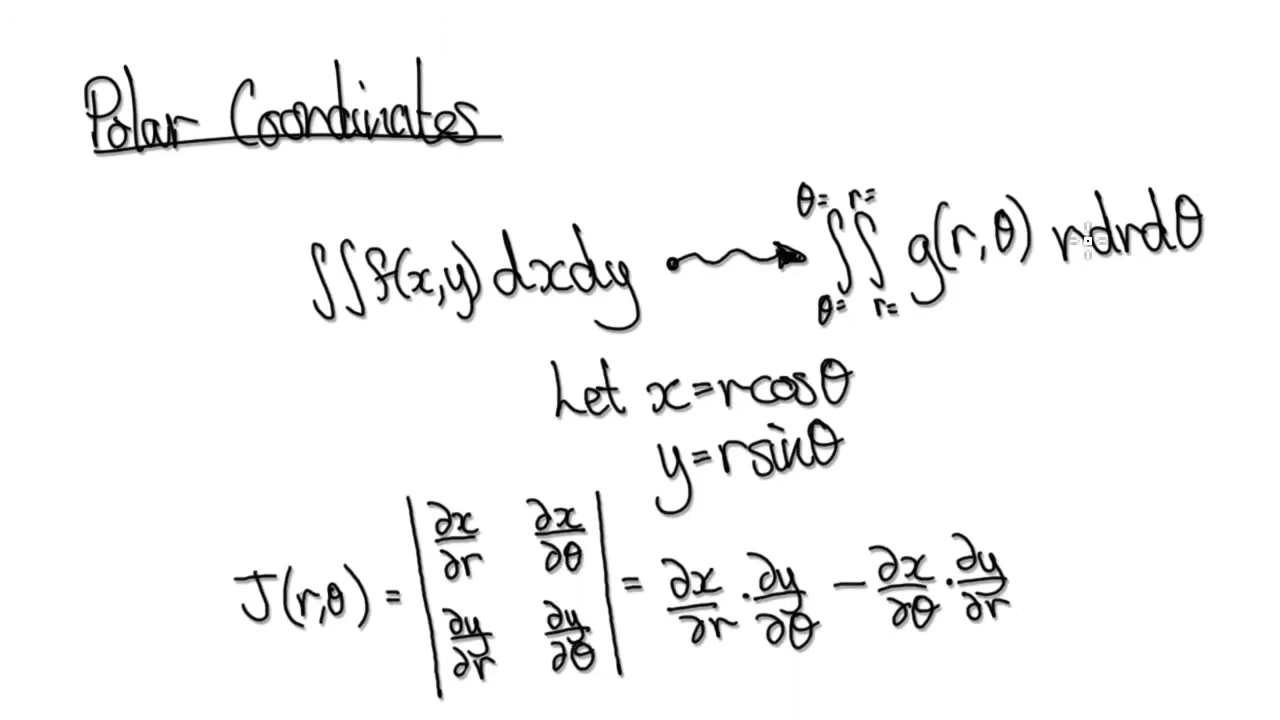 Polar Coordinates
θ= r=
∫∫f(x,y) dxdy → ∫∫ g(r,θ) rdrdθ
θ= r=
Let x=rcosθ
y=rsinθ
J(r,θ) = | ∂x/∂r ∂x/∂θ | = ∂x/∂r · ∂y/∂θ − ∂x/∂θ · ∂y/∂r
| ∂y/∂r ∂y/∂θ |